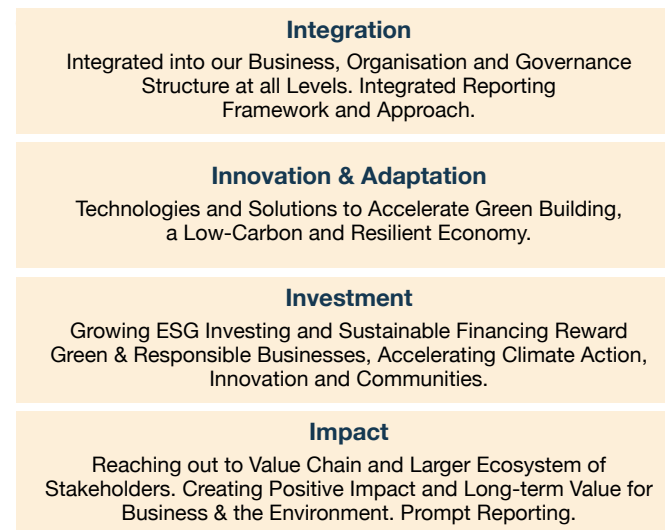 Integration
Integrated into our Business, Organisation and Governance
Structure at all Levels. Integrated Reporting
Framework and Approach.
Innovation & Adaptation
Technologies and Solutions to Accelerate Green Building,
a Low-Carbon and Resilient Economy.
Investment
Growing ESG Investing and Sustainable Financing Reward
Green & Responsible Businesses, Accelerating Climate Action,
Innovation and Communities.
Impact
Reaching out to Value Chain and Larger Ecosystem of
Stakeholders. Creating Positive Impact and Long-term Value for
Business & the Environment. Prompt Reporting.